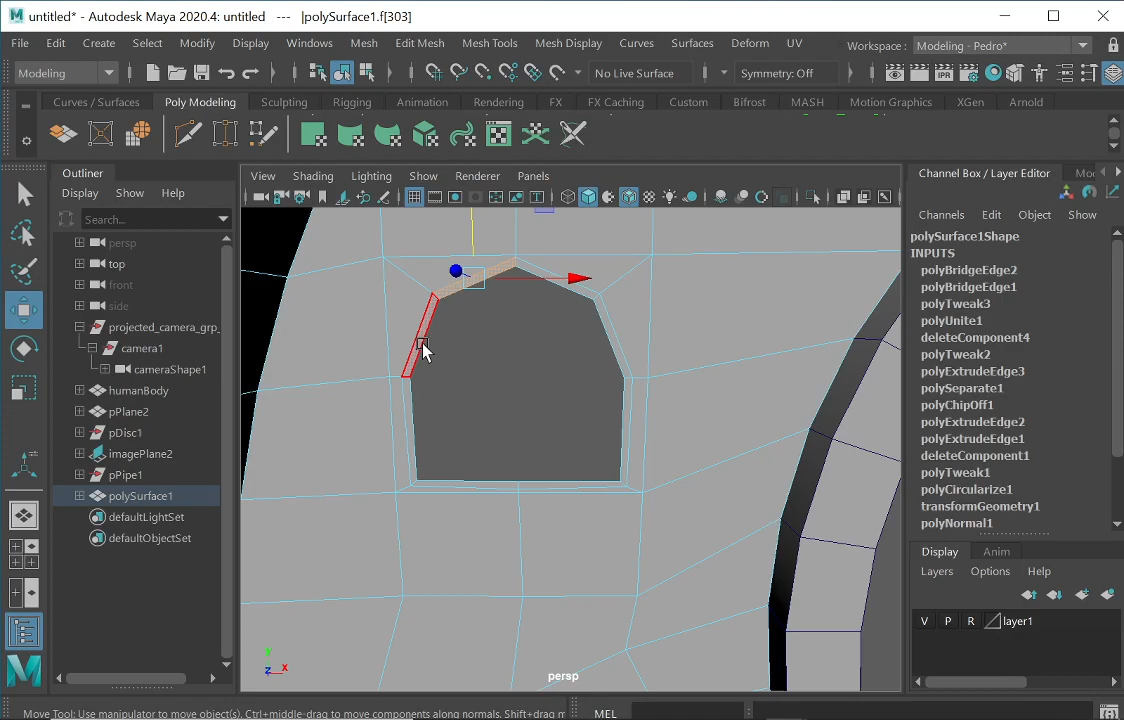 untitled* - Autodesk Maya 2020.4: untitled --- |polySurface1.f[303]
File Edit Create Select Modify Display Windows Mesh Edit Mesh Mesh Tools Mesh Display Curves Surfaces Deform UV Workspace : Modeling - Pedro*
Modeling No Live Surface Symmetry: Off
Curves / Surfaces Poly Modeling Sculpting Rigging Animation Rendering FX FX Caching Custom Bifrost MASH Motion Graphics XGen Arnold
Outliner
Display Show Help
Search...
persp
top
front
side
projected_camera_grp_
camera1
cameraShape1
humanBody
pPlane2
pDisc1
imagePlane2
pPipe1
polySurface1
defaultLightSet
defaultObjectSet
View Shading Lighting Show Renderer Panels
y
z x
persp
Channel Box / Layer Editor
Channels Edit Object Show
polySurface1Shape
INPUTS
polyBridgeEdge2
polyBridgeEdge1
polyTweak3
polyUnite1
deleteComponent4
polyTweak2
polyExtrudeEdge3
polySeparate1
polyChipOff1
polyExtrudeEdge2
polyExtrudeEdge1
deleteComponent1
polyTweak1
polyCircularize1
transformGeometry1
polyNormal1
Display Anim
Layers Options Help
V P R layer1
Move Tool: Use manipulator to move object(s). Ctrl+middle-drag to move components along normals. Shift+drag m
MEL